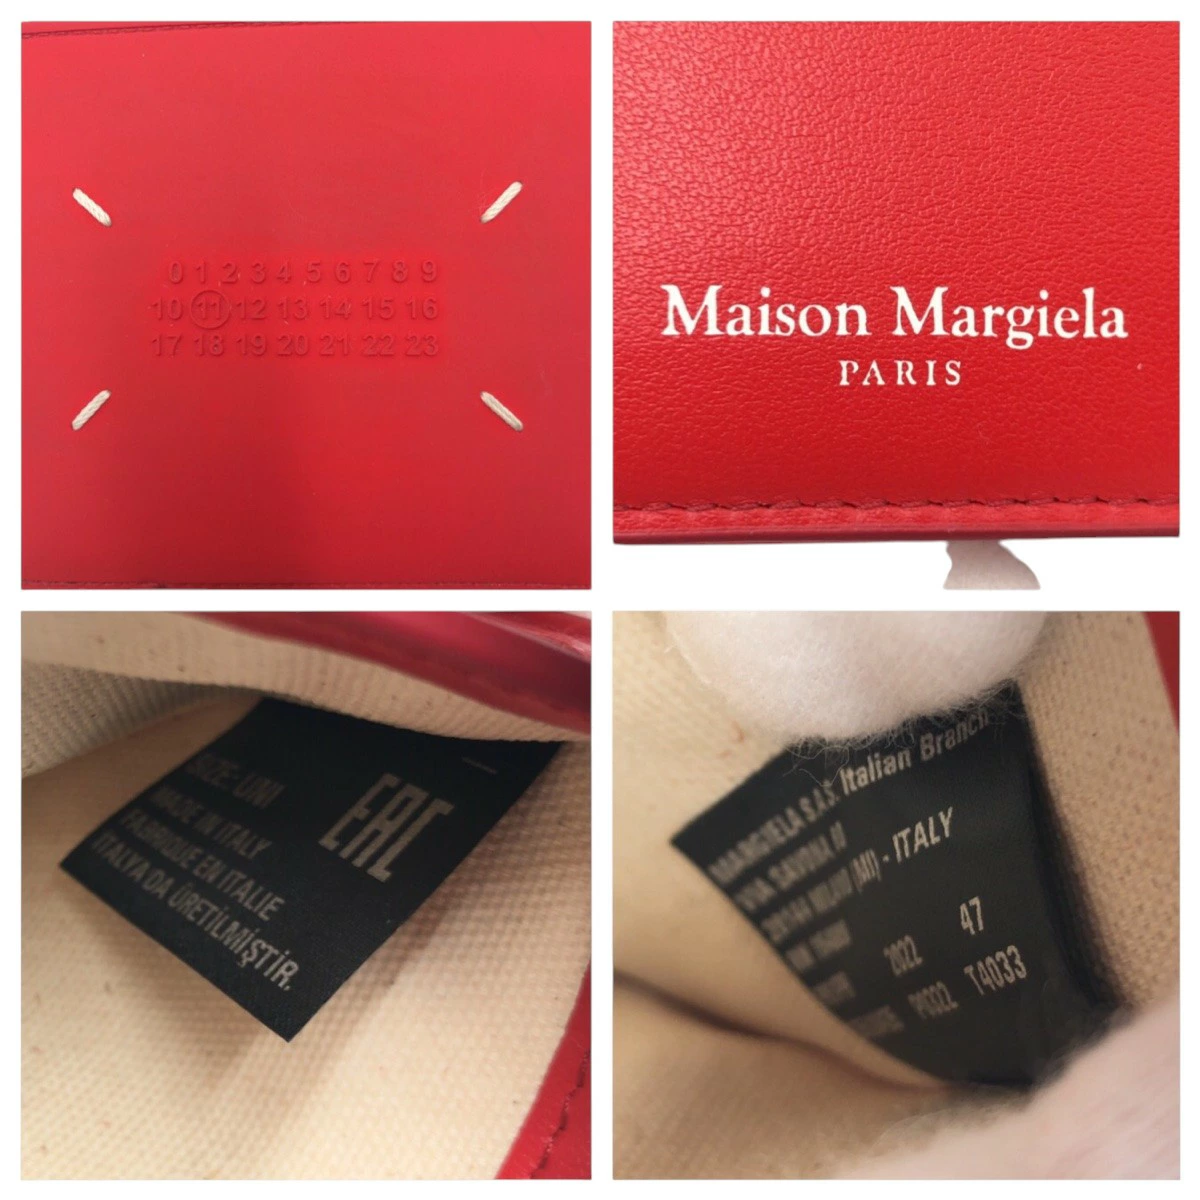 0 1 2 3 4 5 6 7 8 9
10 11 12 13 14 15 16
17 18 19 20 21 22 23
Maison Margiela
PARIS
SIZE: UNI
MADE IN ITALY
FABRIQUE EN ITALIE
ITALYA'DA ÜRETILMIŞTIR.
EAC
MARGIELA S.A.S. Italian Branch
VIA SAVONA
MILANO (MI) - ITALY
2022 47
P0322 T4033